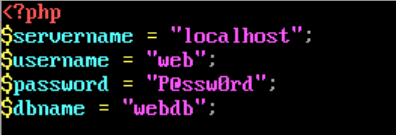 <?php
$servername = "localhost";
$username = "web";
$password = "P@ssw0rd";
$dbname = "webdb";